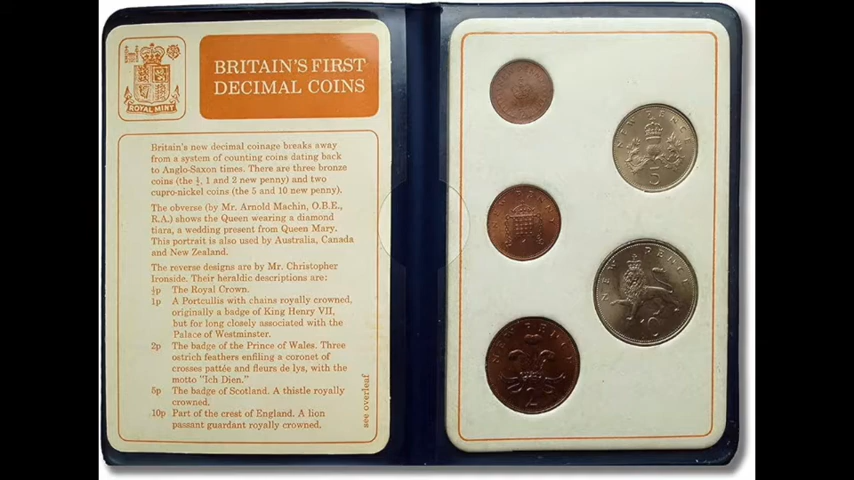 ROYAL MINT
BRITAIN'S FIRST
DECIMAL COINS
Britain's new decimal coinage breaks away
from a system of counting coins dating back
to Anglo-Saxon times. There are three bronze
coins (the ½, 1 and 2 new penny) and two
cupro-nickel coins (the 5 and 10 new penny).
The obverse (by Mr. Arnold Machin, O.B.E.,
R.A.) shows the Queen wearing a diamond
tiara, a wedding present from Queen Mary.
This portrait is also used by Australia, Canada
and New Zealand.
The reverse designs are by Mr. Christopher
Ironside. Their heraldic descriptions are:
½p The Royal Crown.
1p A Portcullis with chains royally crowned,
originally a badge of King Henry VII,
but for long closely associated with the
Palace of Westminster.
2p The badge of the Prince of Wales. Three
ostrich feathers enfiling a coronet of
crosses pattée and fleurs de lys, with the
motto "Ich Dien."
5p The badge of Scotland. A thistle royally
crowned.
10p Part of the crest of England. A lion
passant guardant royally crowned.
see overleaf
NEW PENCE
5
NEW PENNY
1
NEW PENCE
10
NEW PENCE
2